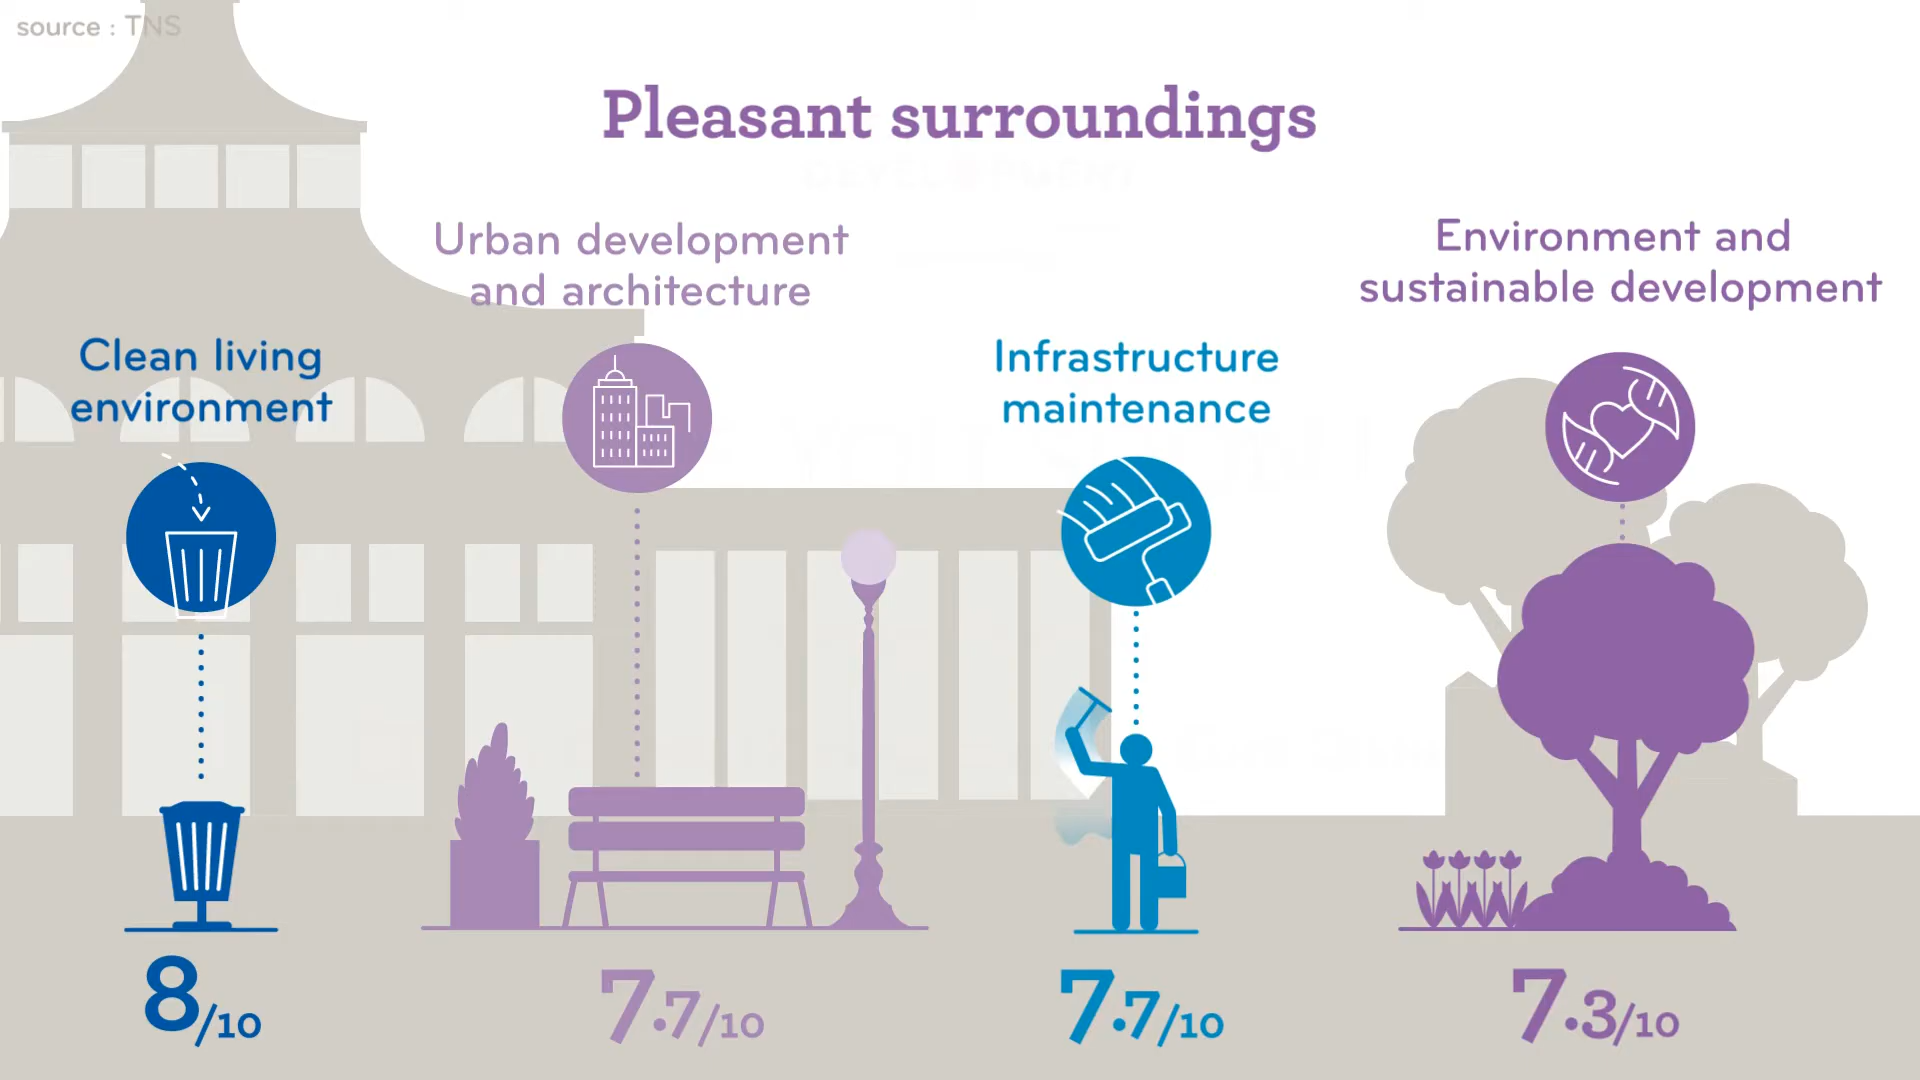 source : TNS
Pleasant surroundings
Urban development
and architecture
Environment and
sustainable development
Clean living
environment
Infrastructure
maintenance
8/10
7.7/10
7.7/10
7.3/10